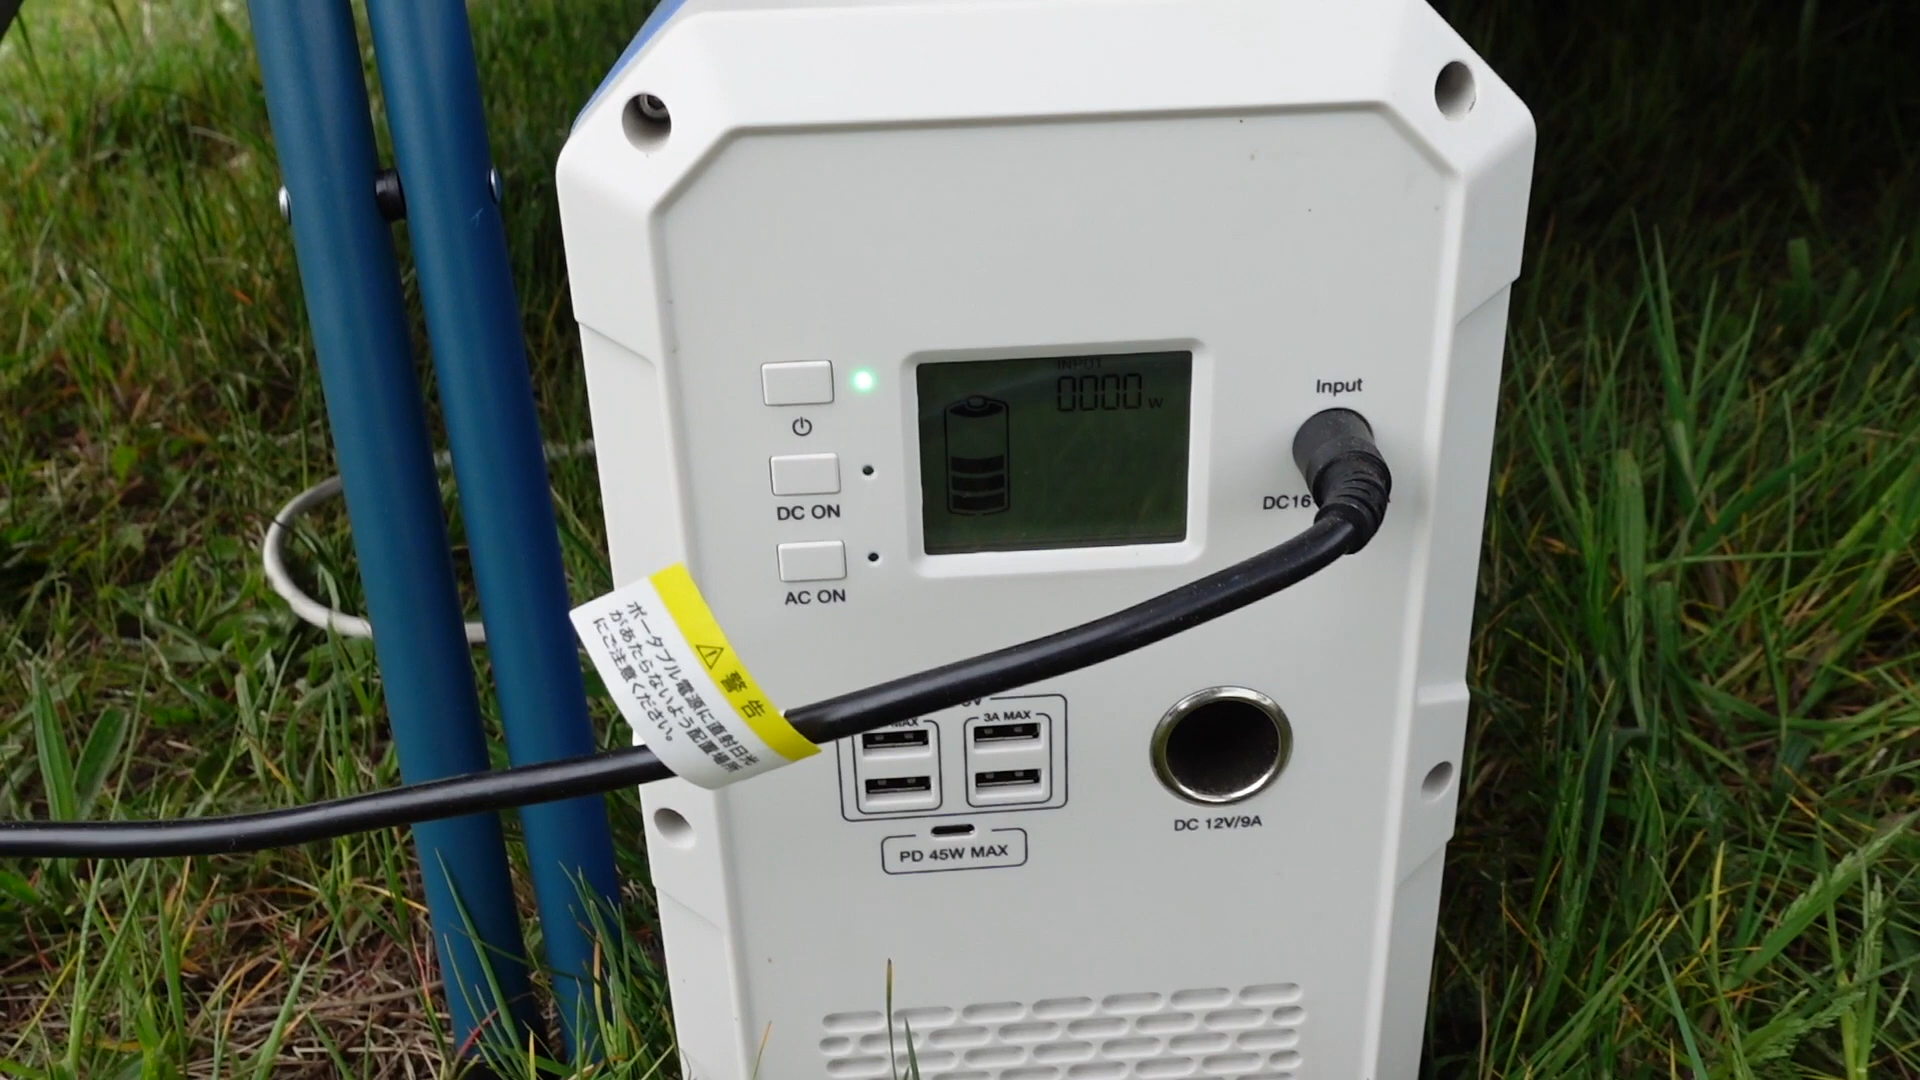 INPUT
0000 W
Input
DC16
DC ON
AC ON
警告
ポータブル電源に直射日光
があたらないよう配置場所
にご注意ください。
MAX
3A MAX
DC 12V/9A
PD 45W MAX